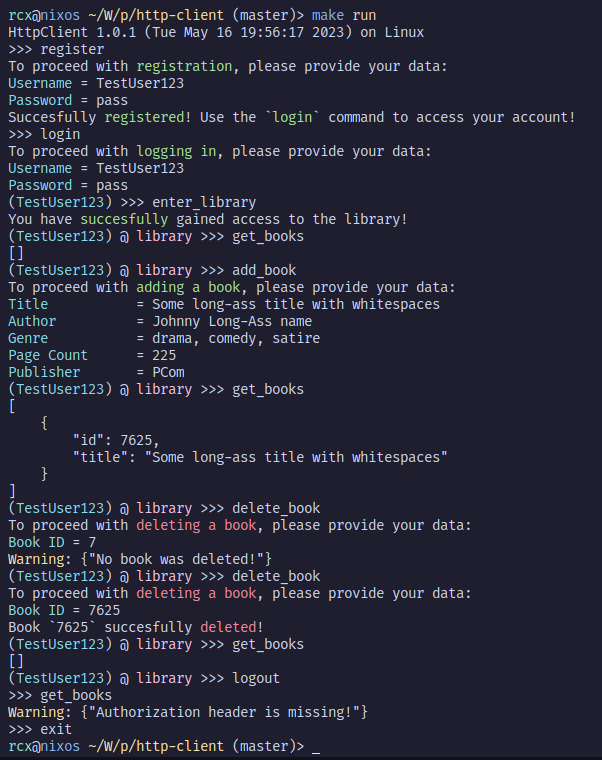 rcx@nixos ~/W/p/http-client (master)> make run
HttpClient 1.0.1 (Tue May 16 19:56:17 2023) on Linux
>>> register
To proceed with registration, please provide your data:
Username = TestUser123
Password = pass
Succesfully registered! Use the `login` command to access your account!
>>> login
To proceed with logging in, please provide your data:
Username = TestUser123
Password = pass
(TestUser123) >>> enter_library
You have succesfully gained access to the library!
(TestUser123) @ library >>> get_books
[]
(TestUser123) @ library >>> add_book
To proceed with adding a book, please provide your data:
Title           = Some long-ass title with whitespaces
Author          = Johnny Long-Ass name
Genre           = drama, comedy, satire
Page Count      = 225
Publisher       = PCom
(TestUser123) @ library >>> get_books
[
    {
        "id": 7625,
        "title": "Some long-ass title with whitespaces"
    }
]
(TestUser123) @ library >>> delete_book
To proceed with deleting a book, please provide your data:
Book ID = 7
Warning: {"No book was deleted!"}
(TestUser123) @ library >>> delete_book
To proceed with deleting a book, please provide your data:
Book ID = 7625
Book `7625` succesfully deleted!
(TestUser123) @ library >>> get_books
[]
(TestUser123) @ library >>> logout
>>> get_books
Warning: {"Authorization header is missing!"}
>>> exit
rcx@nixos ~/W/p/http-client (master)> _